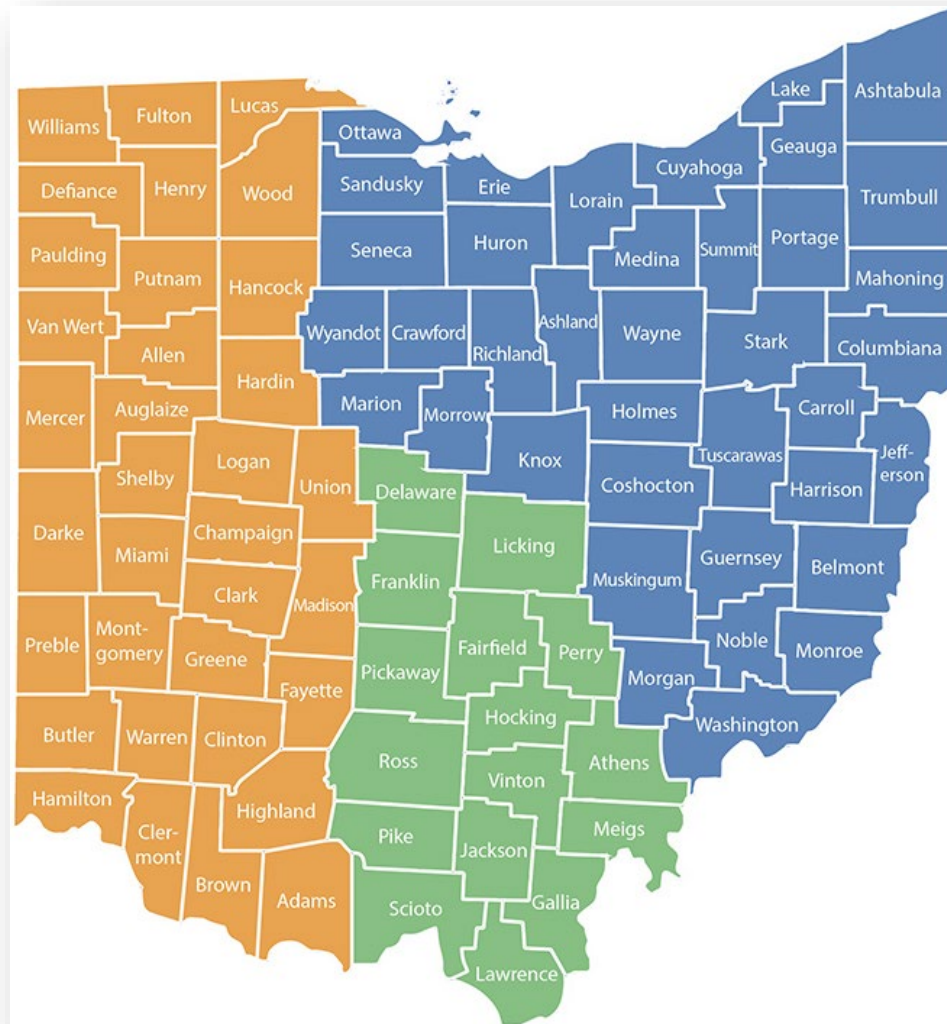 Lake
Ashtabula
Lucas
Fulton
Williams
Ottawa
Geauga
Cuyahoga
Sandusky
Erie
Defiance
Henry
Wood
Lorain
Trumbull
Seneca
Huron
Medina
Summit
Portage
Paulding
Putnam
Hancock
Mahoning
Van Wert
Allen
Wyandot
Crawford
Richland
Ashland
Wayne
Stark
Columbiana
Hardin
Mercer
Auglaize
Marion
Morrow
Holmes
Carroll
Logan
Knox
Tuscarawas
Jeff-
erson
Shelby
Union
Delaware
Coshocton
Harrison
Darke
Champaign
Licking
Miami
Franklin
Muskingum
Guernsey
Belmont
Clark
Madison
Preble
Mont-
gomery
Greene
Fairfield
Perry
Noble
Monroe
Pickaway
Fayette
Morgan
Hocking
Washington
Butler
Warren
Clinton
Ross
Athens
Vinton
Hamilton
Highland
Meigs
Cler-
mont
Pike
Jackson
Brown
Adams
Scioto
Gallia
Lawrence